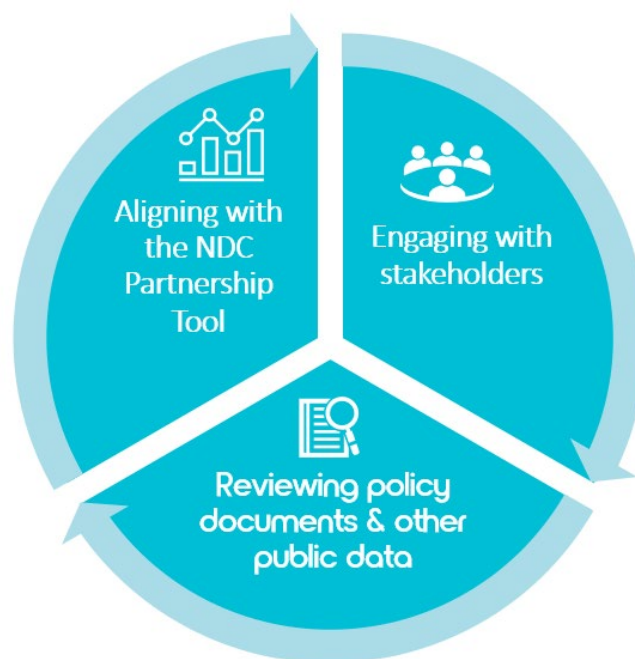 Aligning with
the NDC
Partnership
Tool
Engaging with
stakeholders
Reviewing policy
documents & other
public data